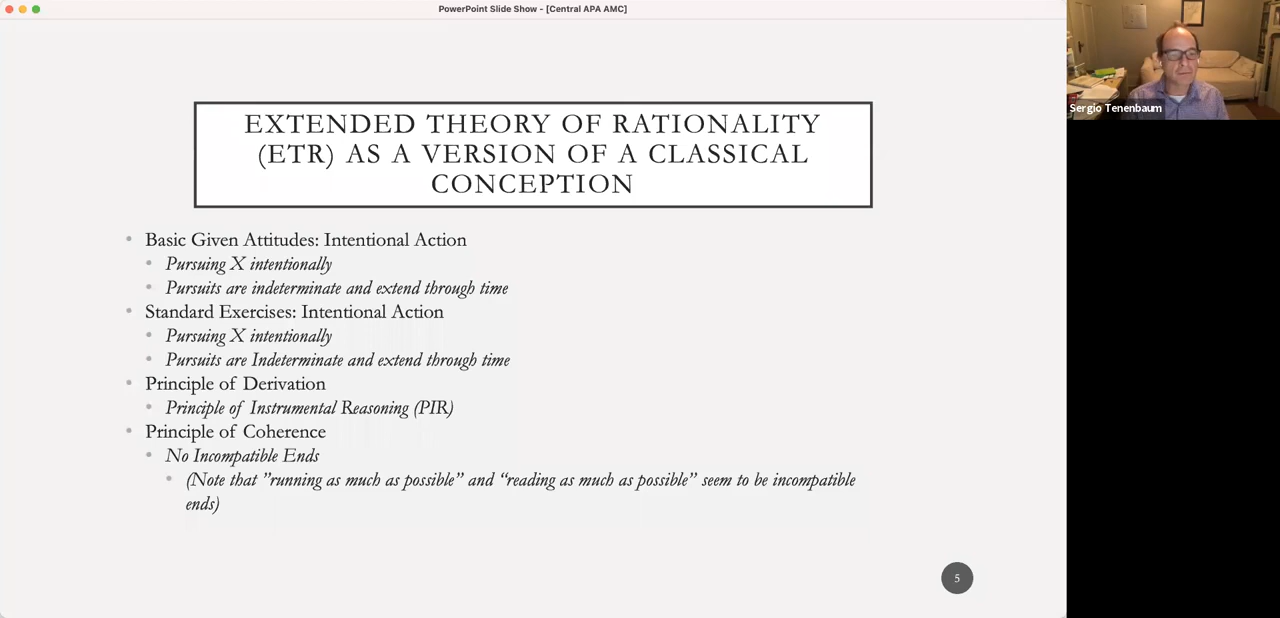 PowerPoint Slide Show - [Central APA AMC]
EXTENDED THEORY OF RATIONALITY
(ETR) AS A VERSION OF A CLASSICAL
CONCEPTION
• Basic Given Attitudes: Intentional Action
• Pursuing X intentionally
• Pursuits are indeterminate and extend through time
• Standard Exercises: Intentional Action
• Pursuing X intentionally
• Pursuits are Indeterminate and extend through time
• Principle of Derivation
• Principle of Instrumental Reasoning (PIR)
• Principle of Coherence
• No Incompatible Ends
• (Note that ”running as much as possible” and “reading as much as possible” seem to be incompatible
ends)
5
Sergio Tenenbaum